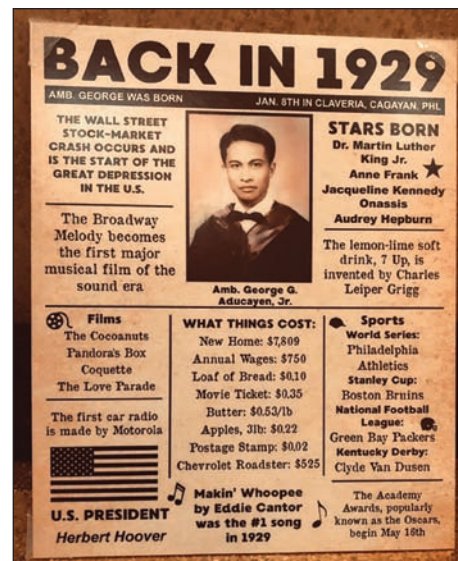 BACK IN 1929
AMB. GEORGE WAS BORN
JAN. 8TH IN CLAVERIA, CAGAYAN, PHL
THE WALL STREET
STOCK-MARKET
CRASH OCCURS AND
IS THE START OF THE
GREAT DEPRESSION
IN THE U.S.
The Broadway
Melody becomes
the first major
musical film of the
sound era
Amb. George G.
Aducayen, Jr.
STARS BORN
Dr. Martin Luther
King Jr.
Anne Frank
Jacqueline Kennedy
Onassis
Audrey Hepburn
The lemon-lime soft
drink, 7 Up, is
invented by Charles
Leiper Grigg
Films
The Cocoanuts
Pandora's Box
Coquette
The Love Parade
The first car radio
is made by Motorola
U.S. PRESIDENT
Herbert Hoover
WHAT THINGS COST:
New Home: $7,809
Annual Wages: $750
Loaf of Bread: $0.10
Movie Ticket: $0.35
Butter: $0.53/lb
Apples, 3lb: $0.22
Postage Stamp: $0.02
Chevrolet Roadster: $525
Makin' Whoopee
by Eddie Cantor
was the #1 song
in 1929
Sports
World Series:
Philadelphia
Athletics
Stanley Cup:
Boston Bruins
National Football
League:
Green Bay Packers
Kentucky Derby:
Clyde Van Dusen
The Academy
Awards, popularly
known as the Oscars,
begin May 16th